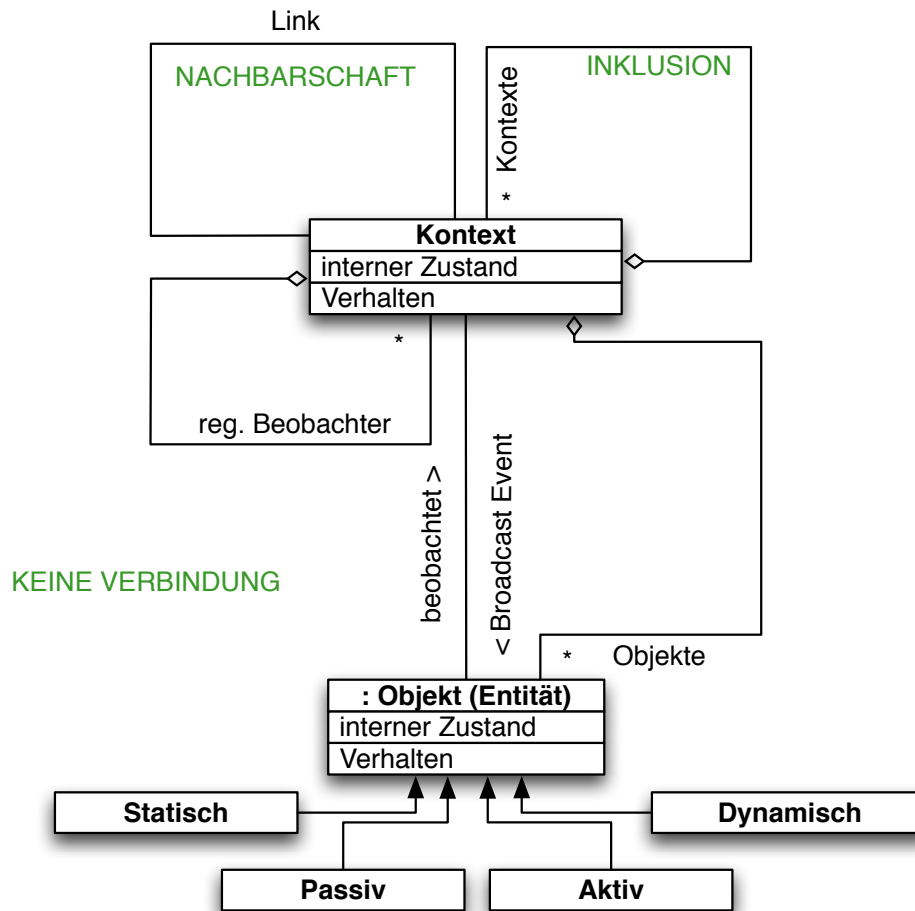 Link
NACHBARSCHAFT
INKLUSION
* Kontexte
Kontext
interner Zustand
Verhalten
*
reg. Beobachter
beobachtet >
< Broadcast Event
KEINE VERBINDUNG
* Objekte
: Objekt (Entität)
interner Zustand
Verhalten
Statisch
Dynamisch
Passiv
Aktiv